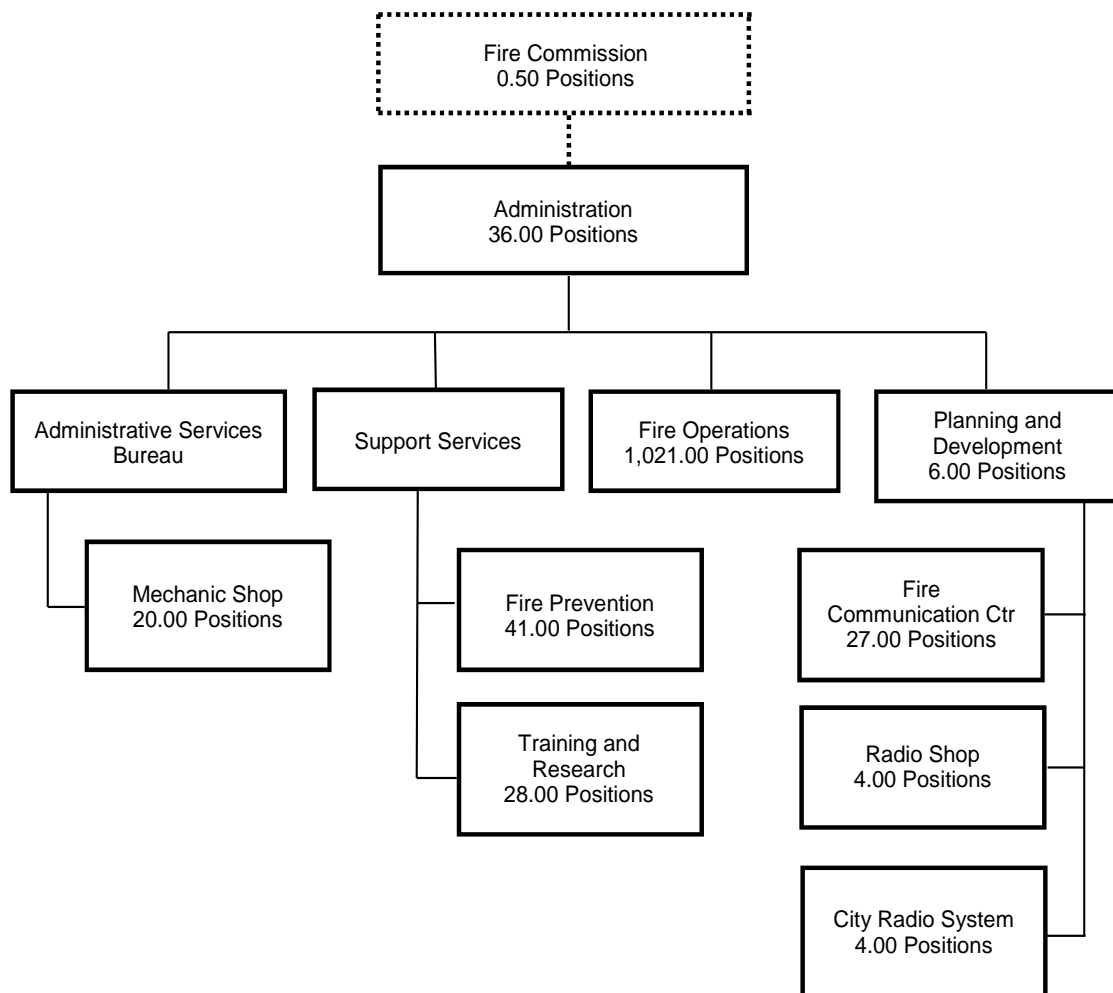 Fire Commission
0.50 Positions
Administration
36.00 Positions
Administrative Services
Bureau
Support Services
Fire Operations
1,021.00 Positions
Planning and
Development
6.00 Positions
Mechanic Shop
20.00 Positions
Fire Prevention
41.00 Positions
Fire
Communication Ctr
27.00 Positions
Training and
Research
28.00 Positions
Radio Shop
4.00 Positions
City Radio System
4.00 Positions